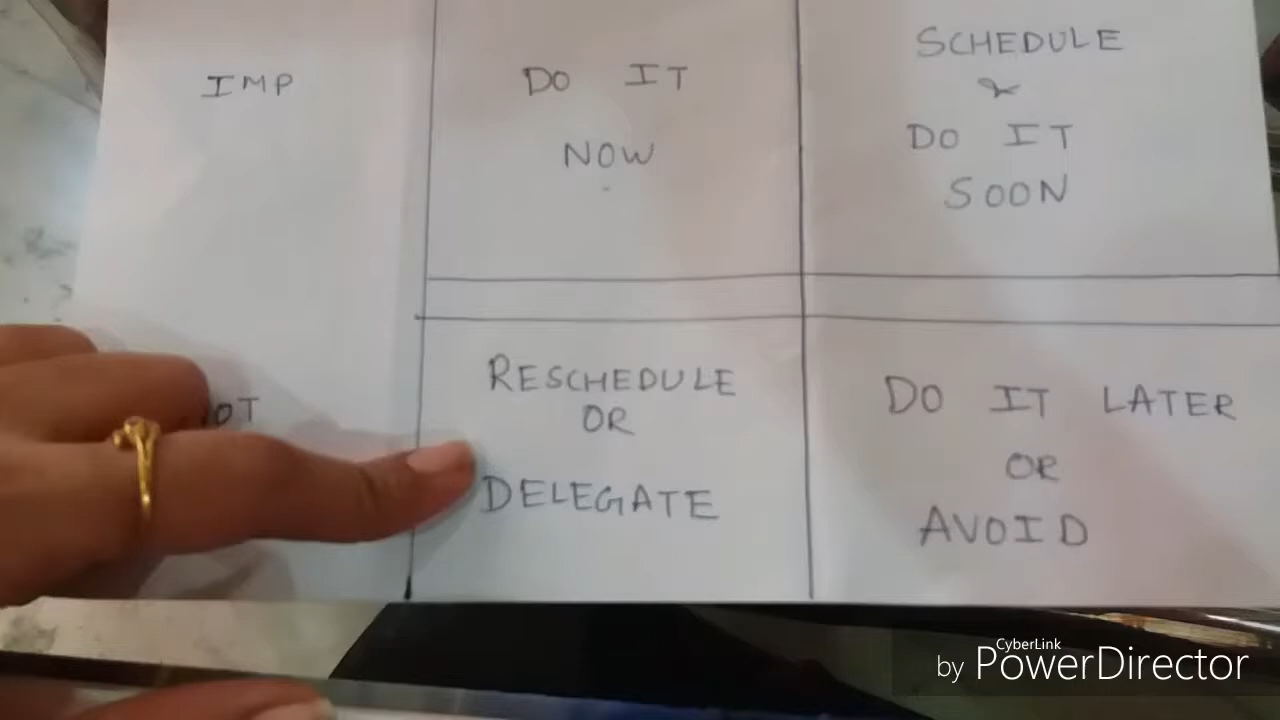 IMP
DO IT
NOW
SCHEDULE
&
DO IT
SOON
RESCHEDULE
OR
DELEGATE
DO IT LATER
OR
AVOID
CyberLink
by PowerDirector